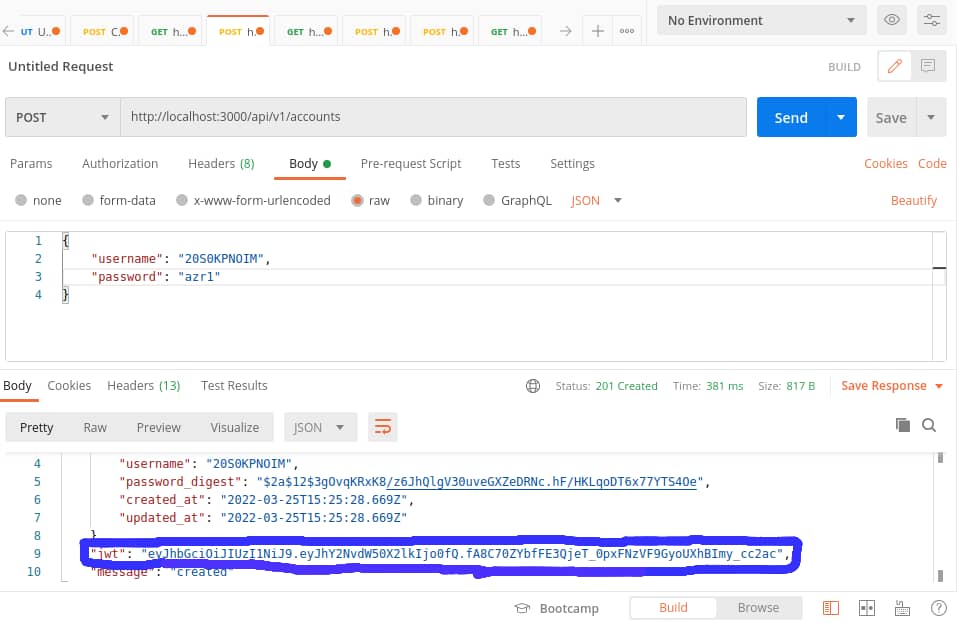 UT U.. POST C. GET h... POST h. GET h... POST h. POST h. GET h... No Environment
Untitled Request BUILD
POST http://localhost:3000/api/v1/accounts Send Save
Params Authorization Headers (8) Body Pre-request Script Tests Settings Cookies Code
none form-data x-www-form-urlencoded raw binary GraphQL JSON Beautify
1 {
2 "username": "20S0KPNOIM",
3 "password": "azr1"
4 }
Body Cookies Headers (13) Test Results Status: 201 Created Time: 381 ms Size: 817 B Save Response
Pretty Raw Preview Visualize JSON
4 "username": "20S0KPNOIM",
5 "password_digest": "$2a$12$3gOvqKRxK8/z6JhQlgV30uveGXZeDRNc.hF/HKLqoDT6x77YTS4Oe",
6 "created_at": "2022-03-25T15:25:28.669Z",
7 "updated_at": "2022-03-25T15:25:28.669Z"
8 }
9 "jwt": "eyJhbGciOiJIUzI1NiJ9.eyJhY2NvdW50X2lkIjo0fQ.fA8C70ZYbfFE3QjeT_0pxFNzVF9GyoUXhBImy_cc2ac",
10 "message": "created"
Bootcamp Build Browse